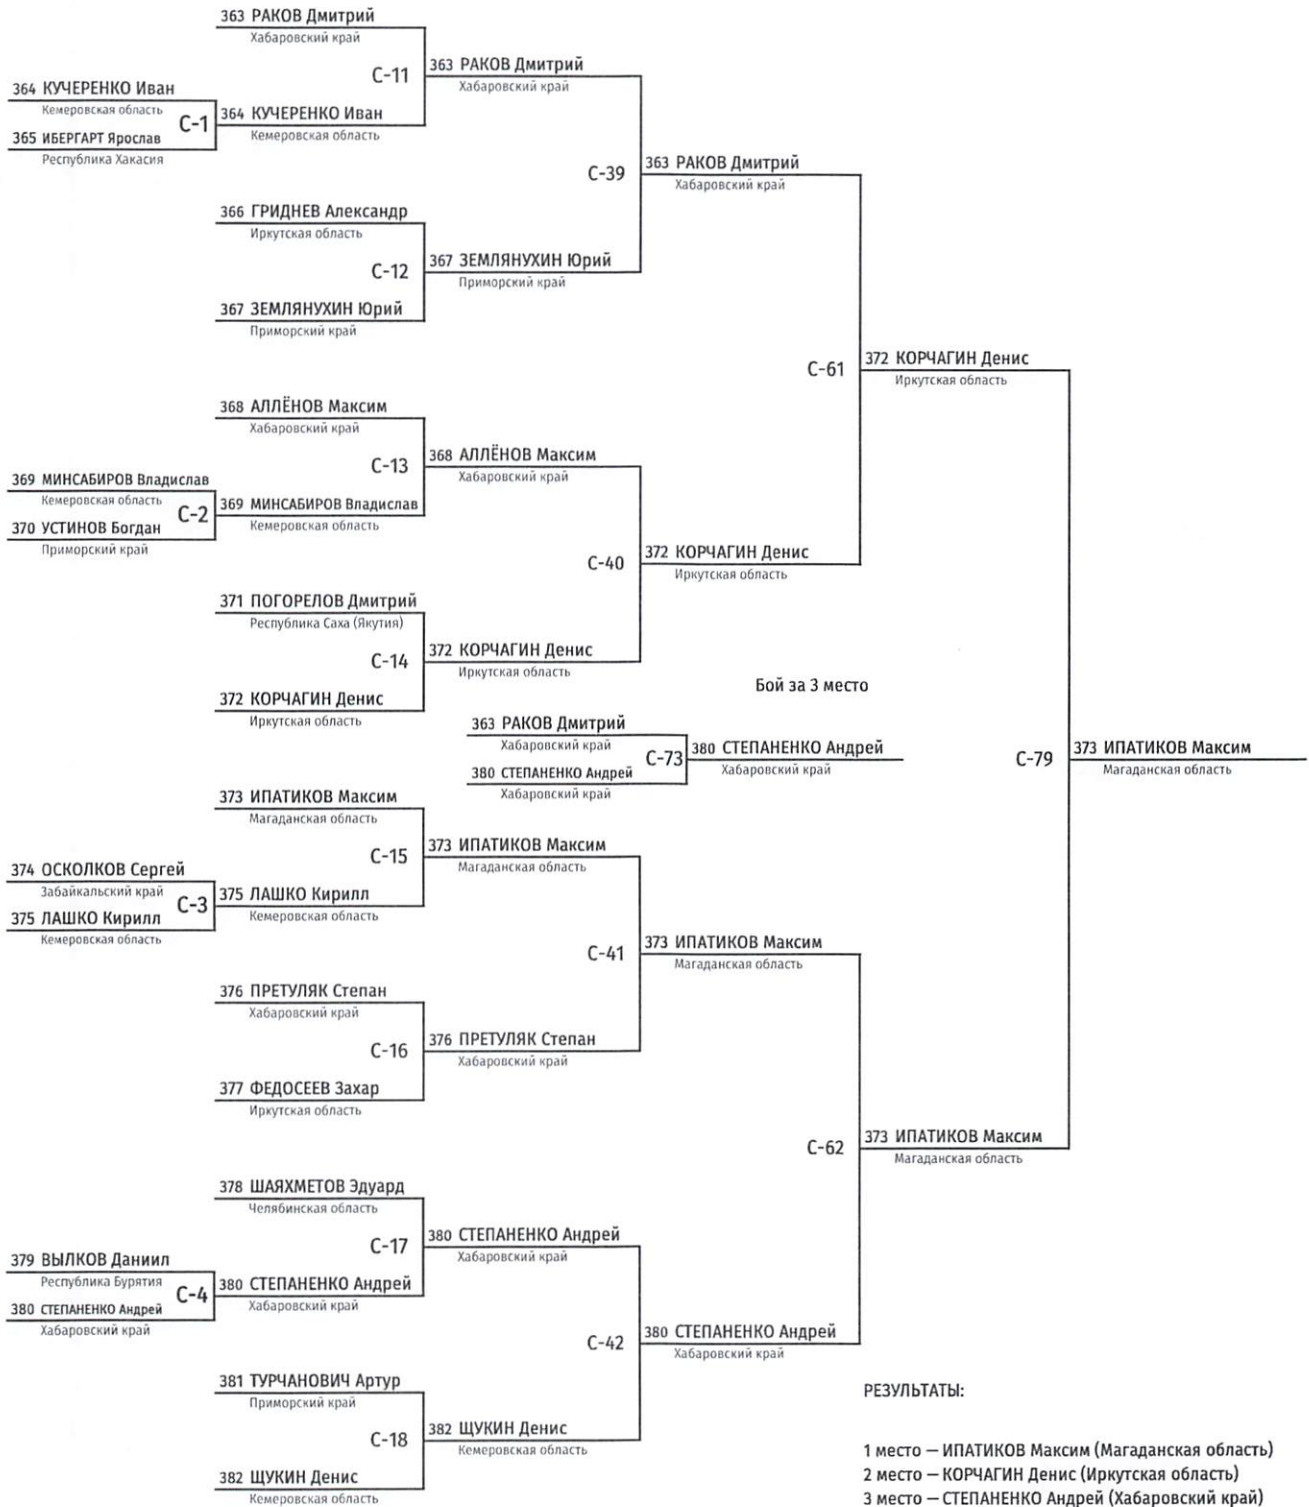 363 РАКОВ Дмитрий
Хабаровский край
С-11
363 РАКОВ Дмитрий
Хабаровский край
364 КУЧЕРЕНКО Иван
Кемеровская область
С-1
364 КУЧЕРЕНКО Иван
Кемеровская область
365 ИБЕРГАРТ Ярослав
Республика Хакасия
С-39
363 РАКОВ Дмитрий
Хабаровский край
366 ГРИДНЕВ Александр
Иркутская область
С-12
367 ЗЕМЛЯНУХИН Юрий
Приморский край
367 ЗЕМЛЯНУХИН Юрий
Приморский край
С-61
372 КОРЧАГИН Денис
Иркутская область
368 АЛЛЁНОВ Максим
Хабаровский край
С-13
368 АЛЛЁНОВ Максим
Хабаровский край
369 МИНСАБИРОВ Владислав
Кемеровская область
С-2
369 МИНСАБИРОВ Владислав
Кемеровская область
370 УСТИНОВ Богдан
Приморский край
С-40
372 КОРЧАГИН Денис
Иркутская область
371 ПОГОРЕЛОВ Дмитрий
Республика Саха (Якутия)
С-14
372 КОРЧАГИН Денис
Иркутская область
372 КОРЧАГИН Денис
Иркутская область
Бой за 3 место
363 РАКОВ Дмитрий
Хабаровский край
С-73
380 СТЕПАНЕНКО Андрей
Хабаровский край
380 СТЕПАНЕНКО Андрей
Хабаровский край
С-79
373 ИПАТИКОВ Максим
Магаданская область
373 ИПАТИКОВ Максим
Магаданская область
С-15
373 ИПАТИКОВ Максим
Магаданская область
374 ОСКОЛКОВ Сергей
Забайкальский край
С-3
375 ЛАШКО Кирилл
Кемеровская область
375 ЛАШКО Кирилл
Кемеровская область
С-41
373 ИПАТИКОВ Максим
Магаданская область
376 ПРЕТУЛЯК Степан
Хабаровский край
С-16
376 ПРЕТУЛЯК Степан
Хабаровский край
377 ФЕДОСЕЕВ Захар
Иркутская область
С-62
373 ИПАТИКОВ Максим
Магаданская область
378 ШАЯХМЕТОВ Эдуард
Челябинская область
С-17
380 СТЕПАНЕНКО Андрей
Хабаровский край
379 ВЫЛКОВ Даниил
Республика Бурятия
С-4
380 СТЕПАНЕНКО Андрей
Хабаровский край
380 СТЕПАНЕНКО Андрей
Хабаровский край
С-42
380 СТЕПАНЕНКО Андрей
Хабаровский край
381 ТУРЧАНОВИЧ Артур
Приморский край
С-18
382 ЩУКИН Денис
Кемеровская область
382 ЩУКИН Денис
Кемеровская область
РЕЗУЛЬТАТЫ:
1 место — ИПАТИКОВ Максим (Магаданская область)
2 место — КОРЧАГИН Денис (Иркутская область)
3 место — СТЕПАНЕНКО Андрей (Хабаровский край)